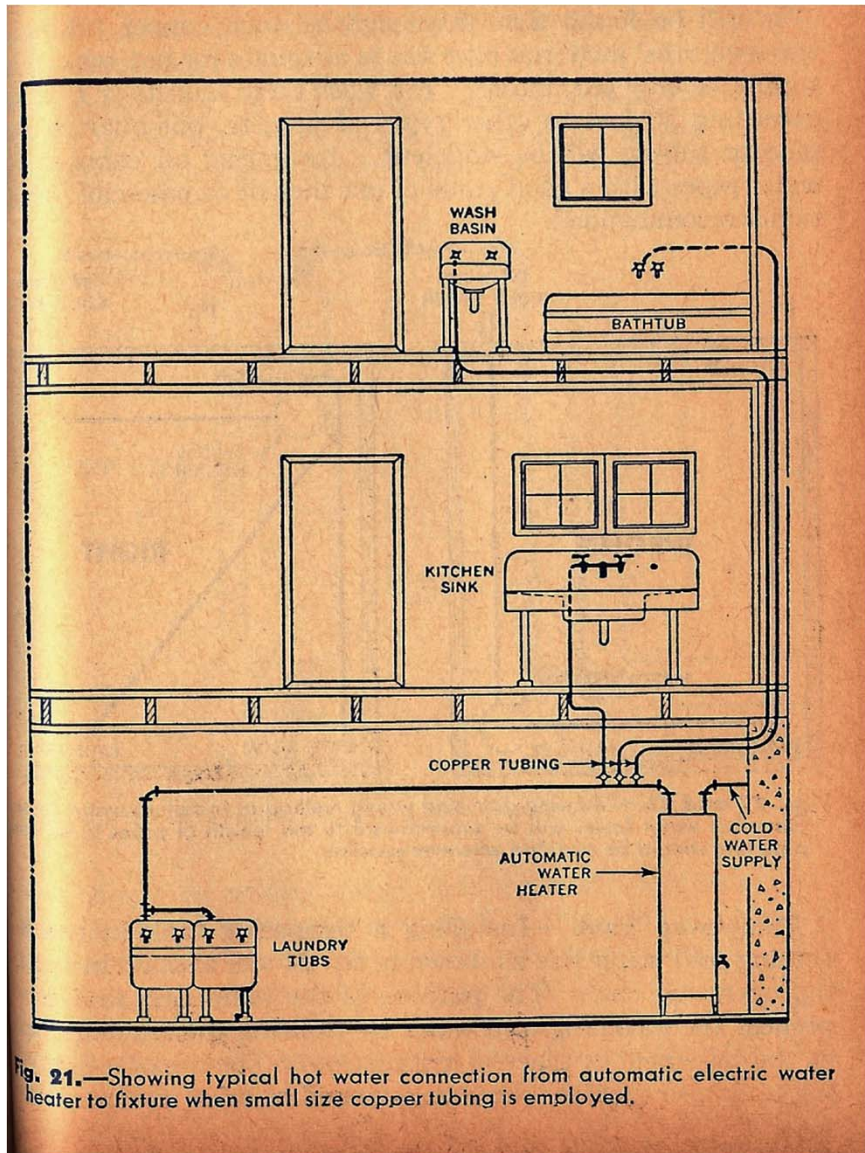 WASH
BASIN
BATHTUB
KITCHEN
SINK
COPPER TUBING
COLD
WATER
SUPPLY
AUTOMATIC
WATER
HEATER
LAUNDRY
TUBS
Fig. 21.—Showing typical hot water connection from automatic electric water
heater to fixture when small size copper tubing is employed.